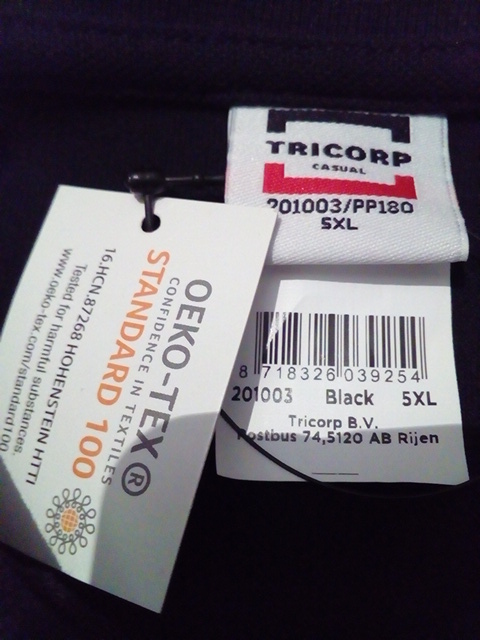 TRICORP
CASUAL
201003/PP180
5XL
8 718326 039254
201003 Black 5XL
Tricorp B.V.
Postbus 74,5120 AB Rijen
OEKO-TEX®
CONFIDENCE IN TEXTILES
STANDARD 100
16.HCN.87268 HOHENSTEIN HTTI
Tested for harmful substances.
www.oeko-tex.com/standard100